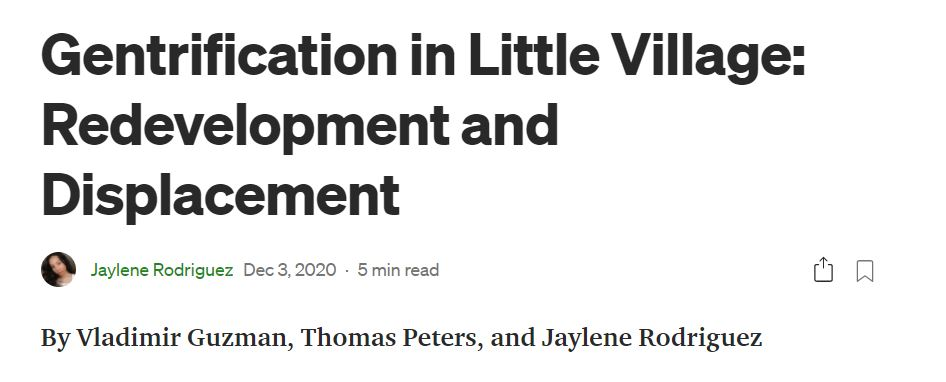 Gentrification in Little Village:
Redevelopment and
Displacement
Jaylene Rodriguez Dec 3, 2020 · 5 min read
By Vladimir Guzman, Thomas Peters, and Jaylene Rodriguez